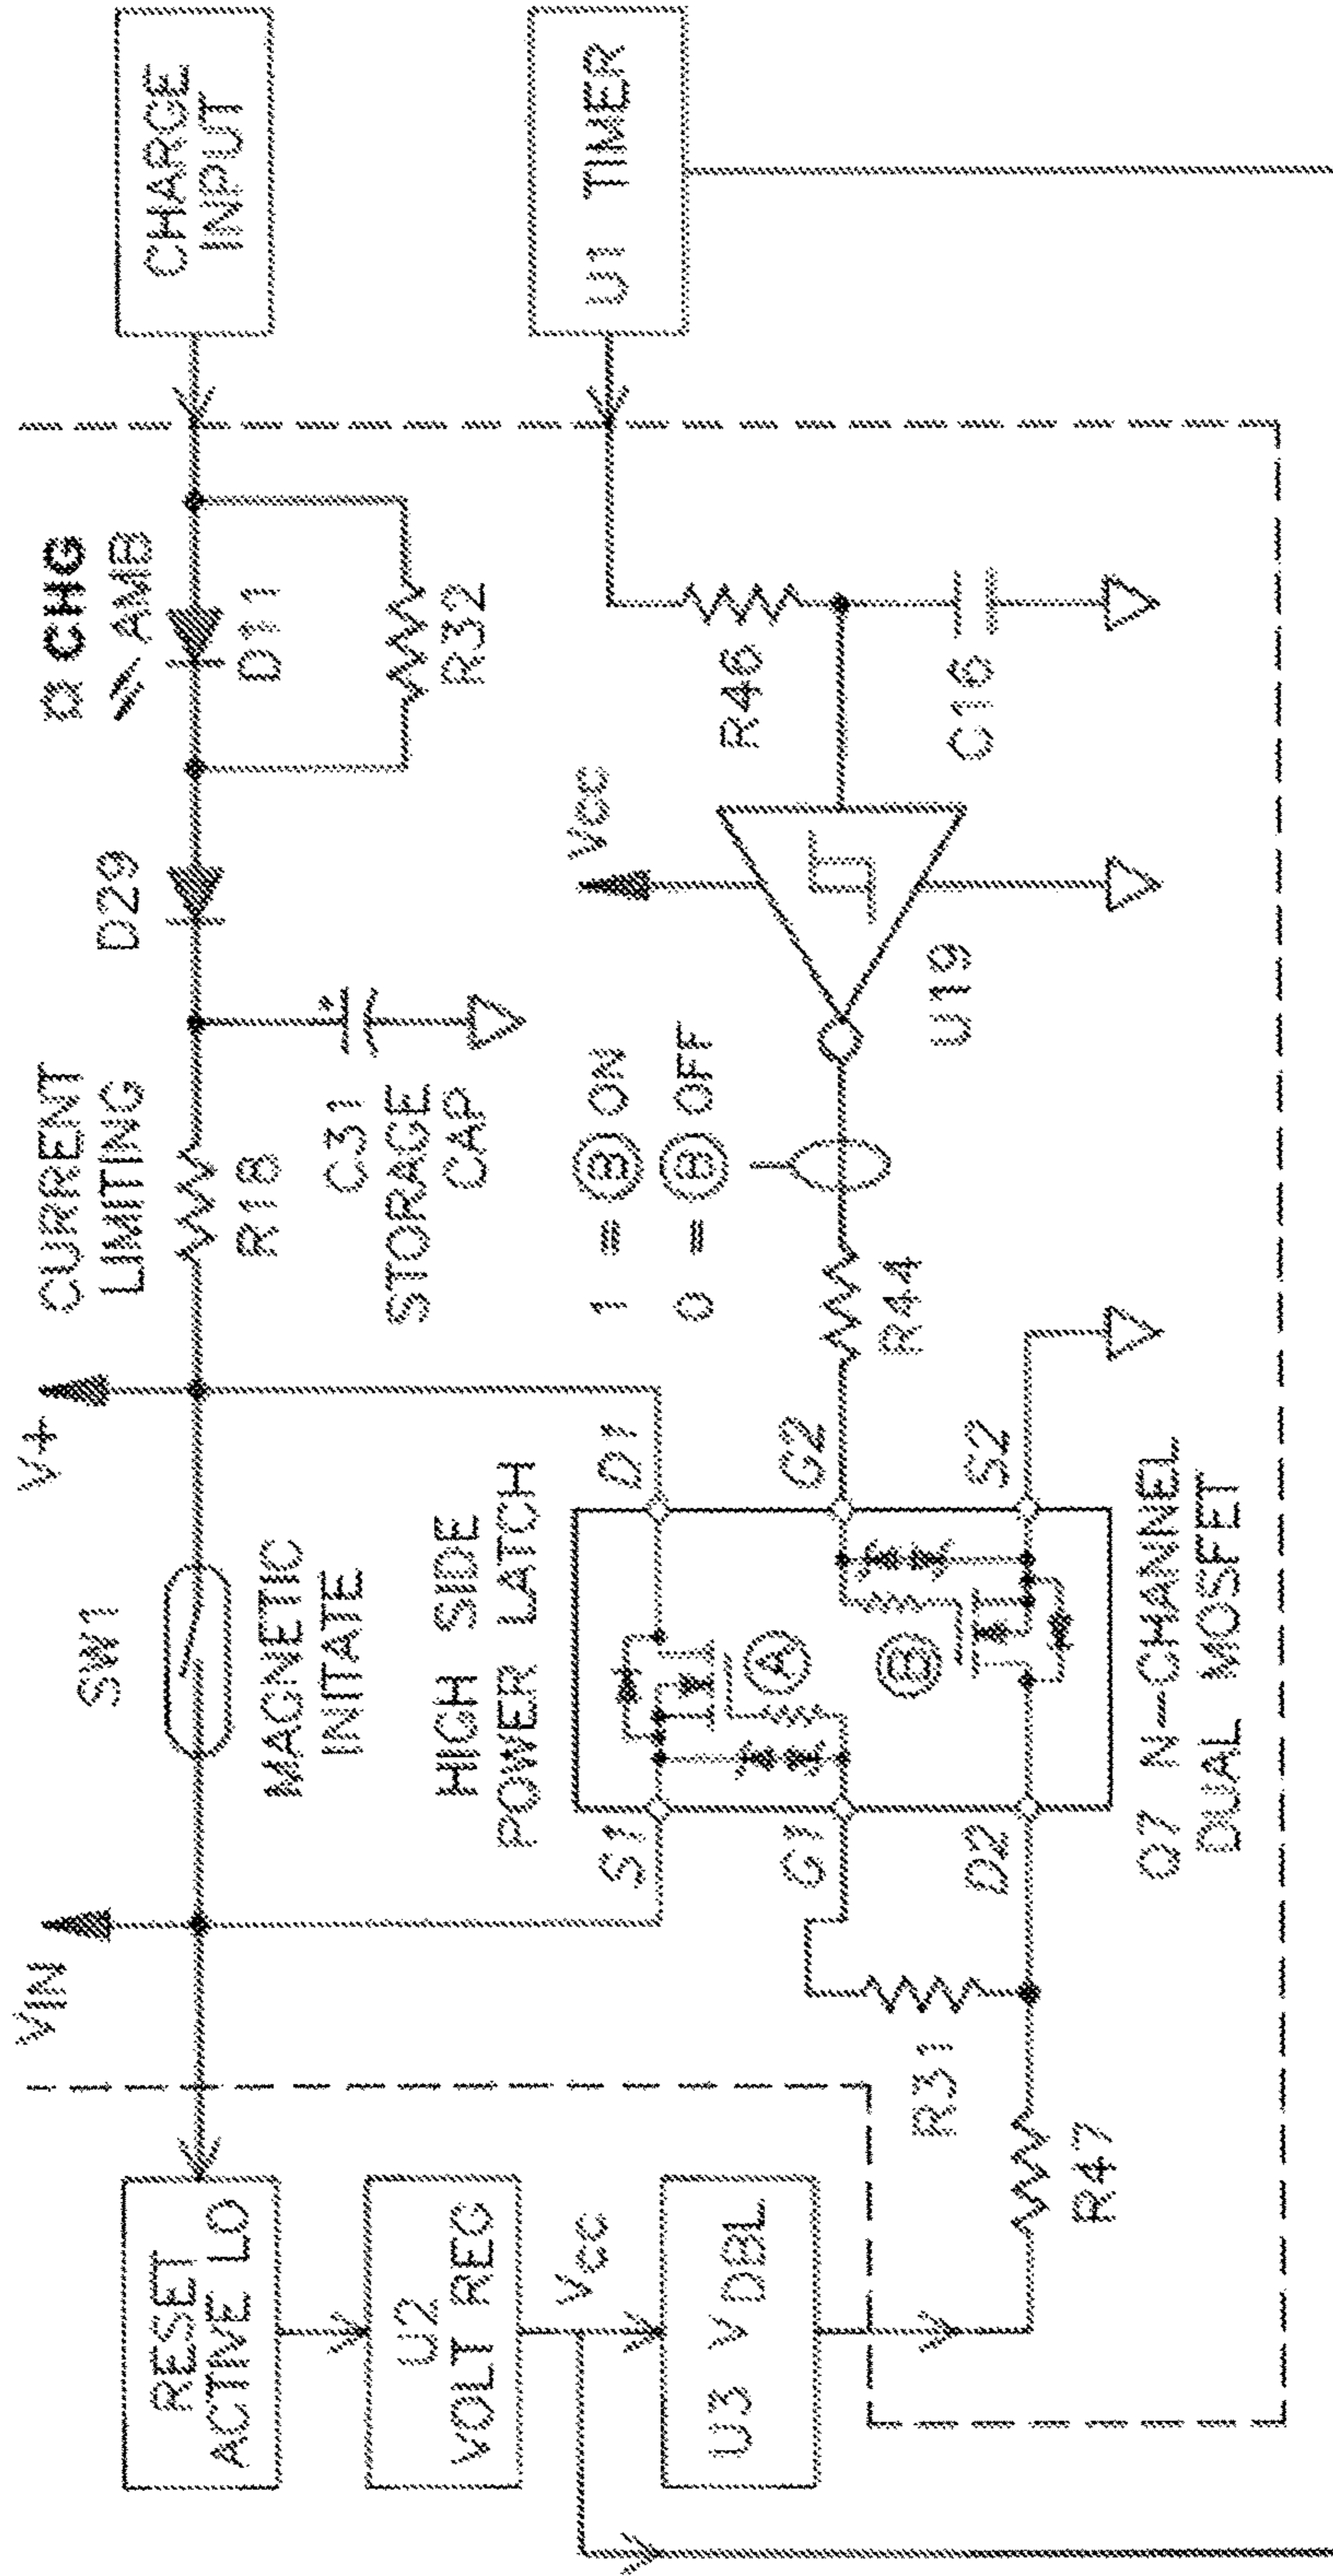 RESET
ACTIVE LO
U2
VOLT REG
Vcc
U3 V DBL
VIN
SW1
MAGNETIC
INITATE
V+
CURRENT
LIMITING
R18
D29
CHG
AMB
D11
R32
CHARGE
INPUT
C31
STORAGE
CAP
HIGH SIDE
POWER LATCH
S1
G1
D2
D1
G2
S2
A
B
Q7 N-CHANNEL
DUAL MOSFET
R31
R47
1 = B ON
0 = B OFF
R44
U19
Vcc
R46
C16
U1 TIMER